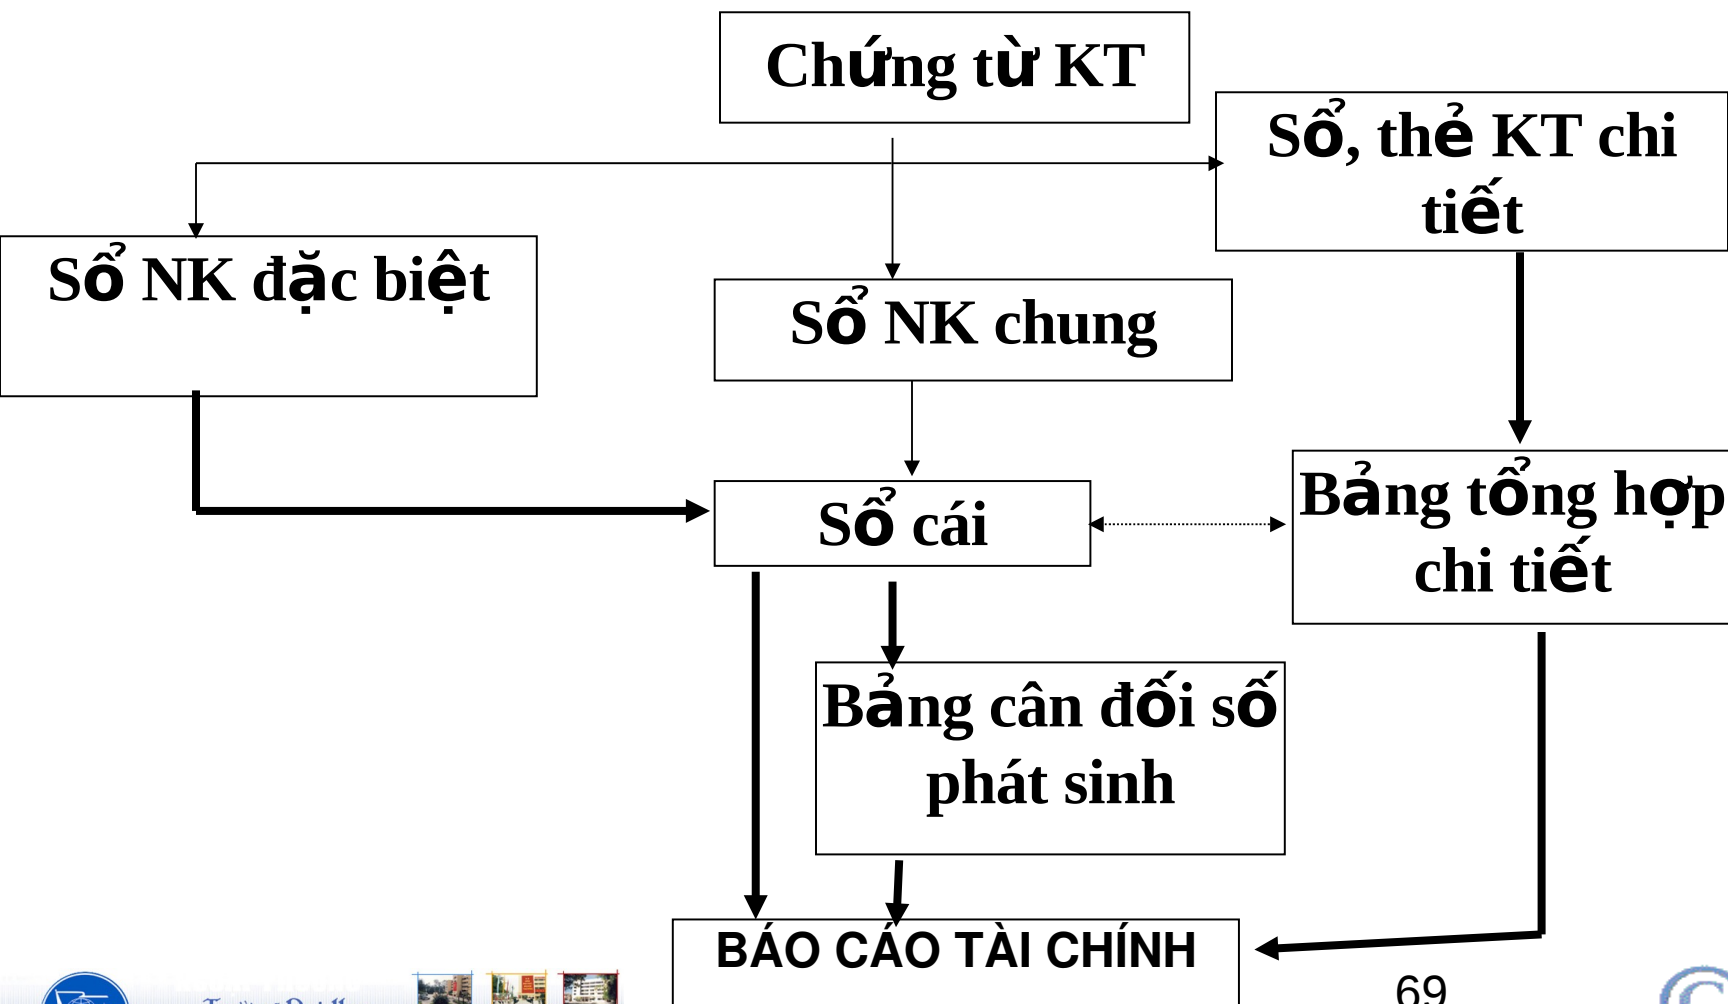 Chứng từ KT
Sổ, thẻ KT chi
tiết
Sổ NK đặc biệt
Sổ NK chung
Sổ cái
Bảng tổng hợp
chi tiết
Bảng cân đối số
phát sinh
BÁO CÁO TÀI CHÍNH
69